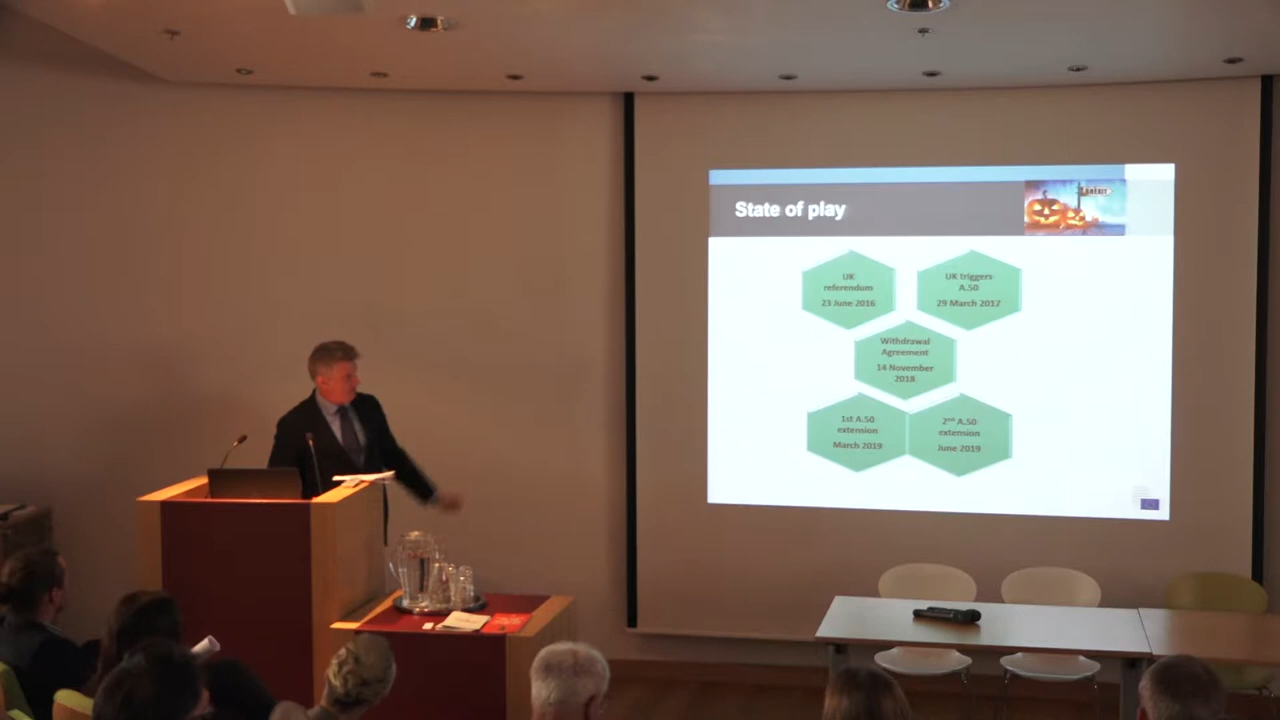 State of play
BREXIT
UK
referendum
23 June 2016
UK triggers
A.50
29 March 2017
Withdrawal
Agreement
14 November
2018
1st A.50
extension
March 2019
2nd A.50
extension
June 2019